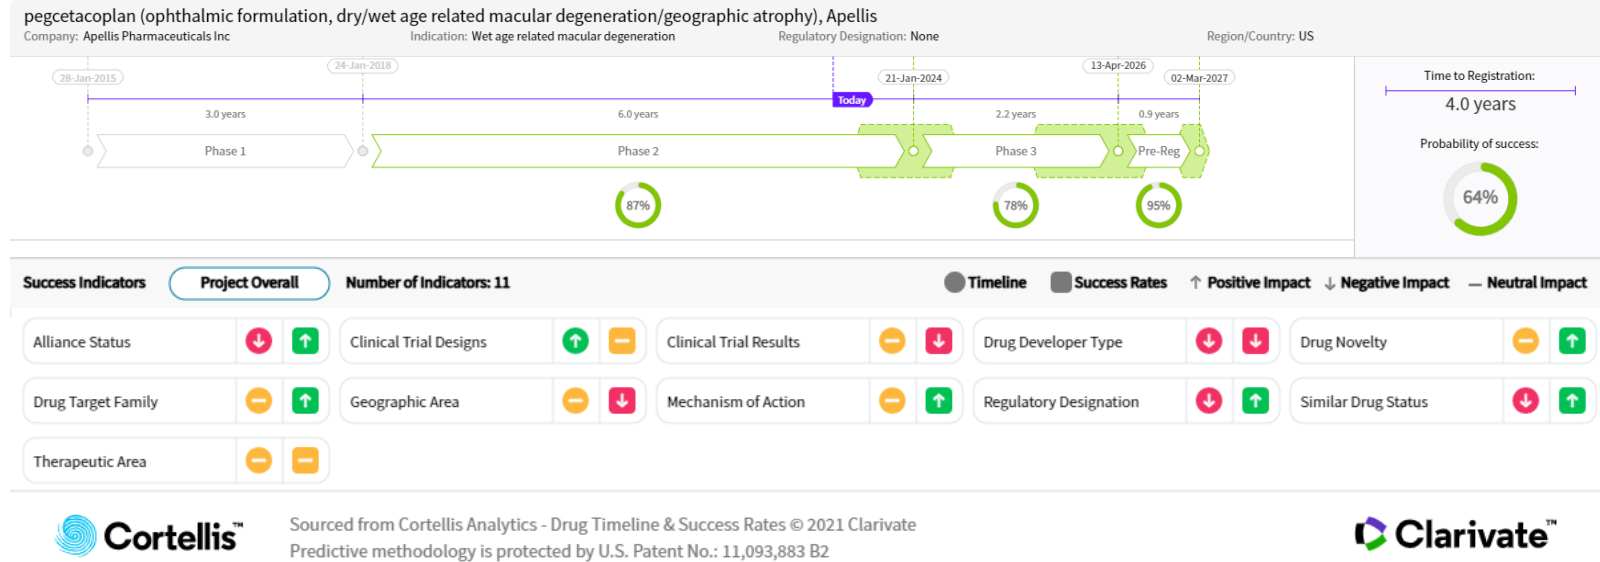 pegcetacoplan (ophthalmic formulation, dry/wet age related macular degeneration/geographic atrophy), Apellis
Company: Apellis Pharmaceuticals Inc Indication: Wet age related macular degeneration Regulatory Designation: None Region/Country: US
28-Jan-2015 24-Jan-2018 21-Jan-2024 13-Apr-2026 02-Mar-2027
Today
3.0 years 6.0 years 2.2 years 0.9 years
Phase 1 Phase 2 Phase 3 Pre-Reg
87% 78% 95%
Time to Registration:
4.0 years
Probability of success:
64%
Success Indicators Project Overall Number of Indicators: 11 Timeline Success Rates ↑ Positive Impact ↓ Negative Impact — Neutral Impact
Alliance Status Clinical Trial Designs Clinical Trial Results Drug Developer Type Drug Novelty
Drug Target Family Geographic Area Mechanism of Action Regulatory Designation Similar Drug Status
Therapeutic Area
Cortellis™
Sourced from Cortellis Analytics - Drug Timeline & Success Rates © 2021 Clarivate
Predictive methodology is protected by U.S. Patent No.: 11,093,883 B2
Clarivate™